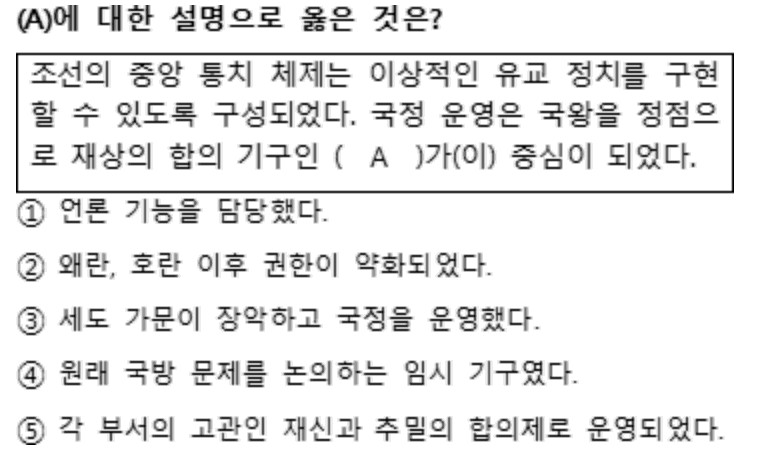 (A)에 대한 설명으로 옳은 것은?
조선의 중앙 통치 체제는 이상적인 유교 정치를 구현
할 수 있도록 구성되었다. 국정 운영은 국왕을 정점으
로 재상의 합의 기구인 ( A )가(이) 중심이 되었다.
① 언론 기능을 담당했다.
② 왜란, 호란 이후 권한이 약화되었다.
③ 세도 가문이 장악하고 국정을 운영했다.
④ 원래 국방 문제를 논의하는 임시 기구였다.
⑤ 각 부서의 고관인 재신과 추밀의 합의제로 운영되었다.